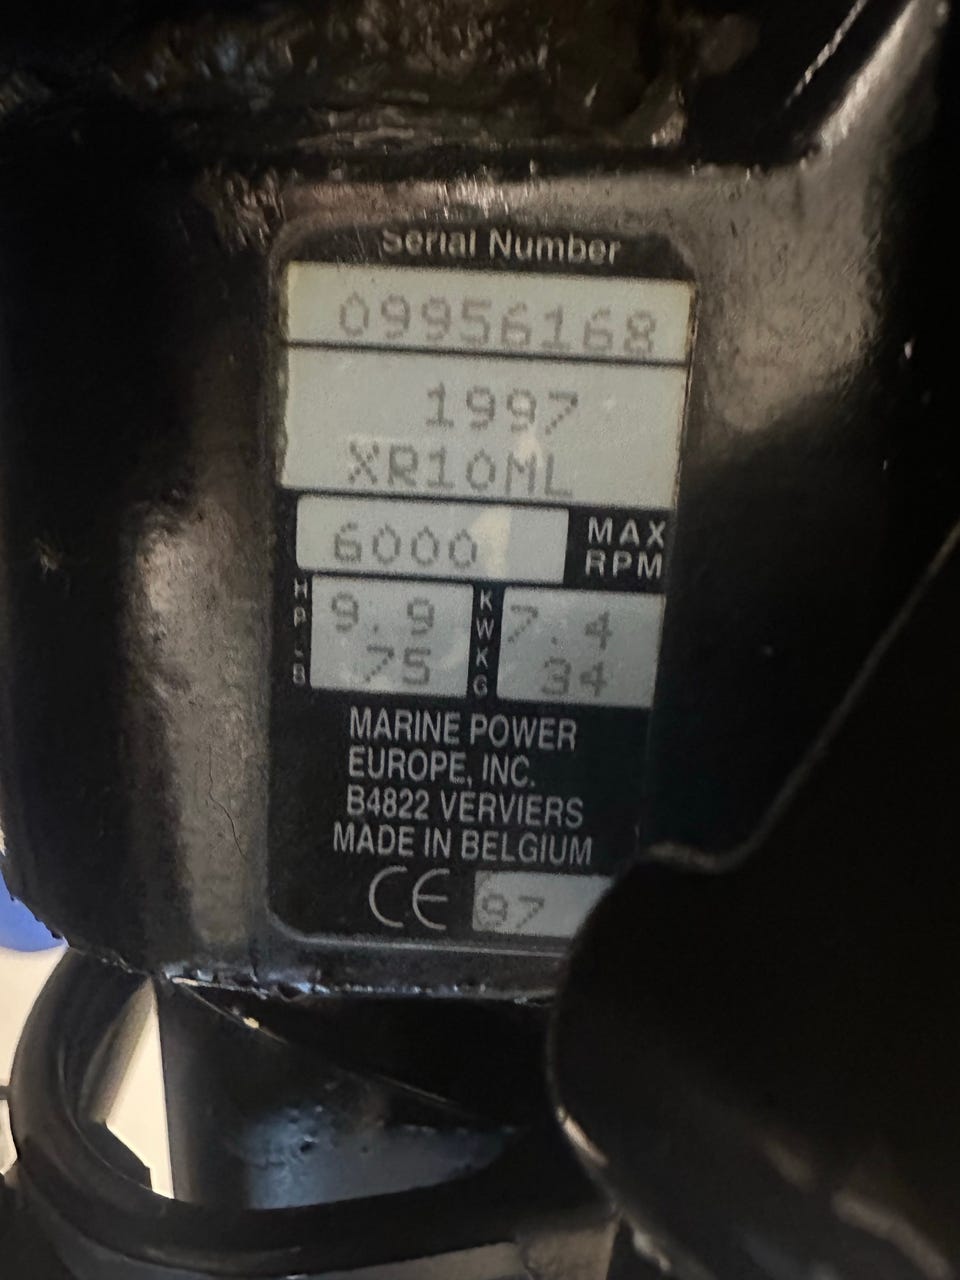 Serial Number
09956168
1997
XR10ML
6000 MAX RPM
HP 9.9 KW 7.4
LB 75 KG 34
MARINE POWER
EUROPE, INC.
B4822 VERVIERS
MADE IN BELGIUM
CE 97